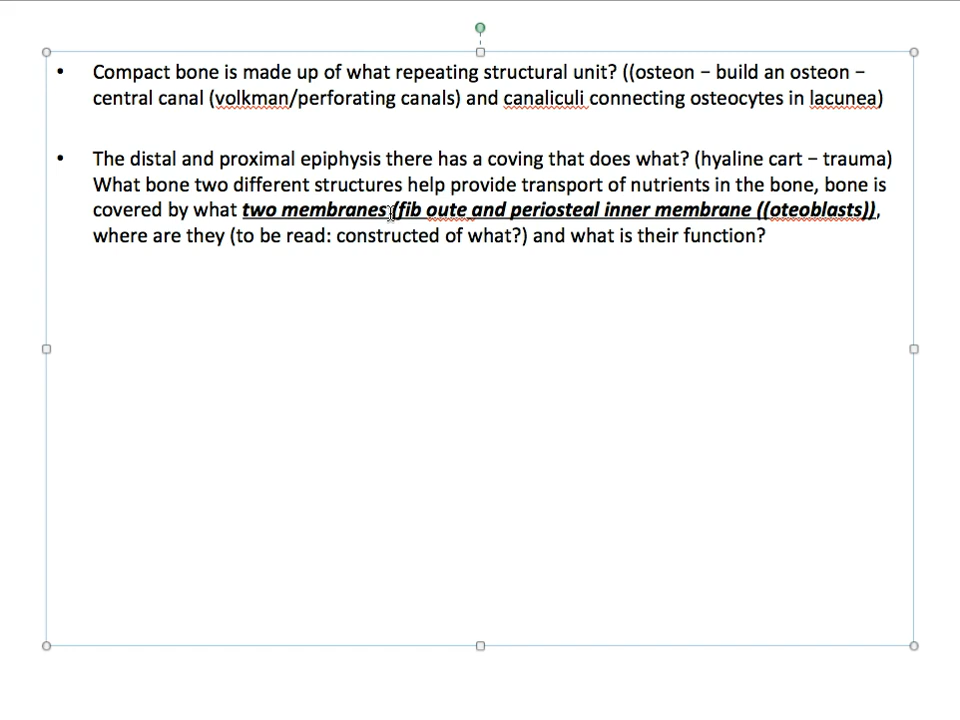 • Compact bone is made up of what repeating structural unit? ((osteon – build an osteon –
central canal (volkman/perforating canals) and canaliculi connecting osteocytes in lacunea)
• The distal and proximal epiphysis there has a coving that does what? (hyaline cart – trauma)
What bone two different structures help provide transport of nutrients in the bone, bone is
covered by what two membranes (fib oute and periosteal inner membrane ((oteoblasts)),
where are they (to be read: constructed of what?) and what is their function?